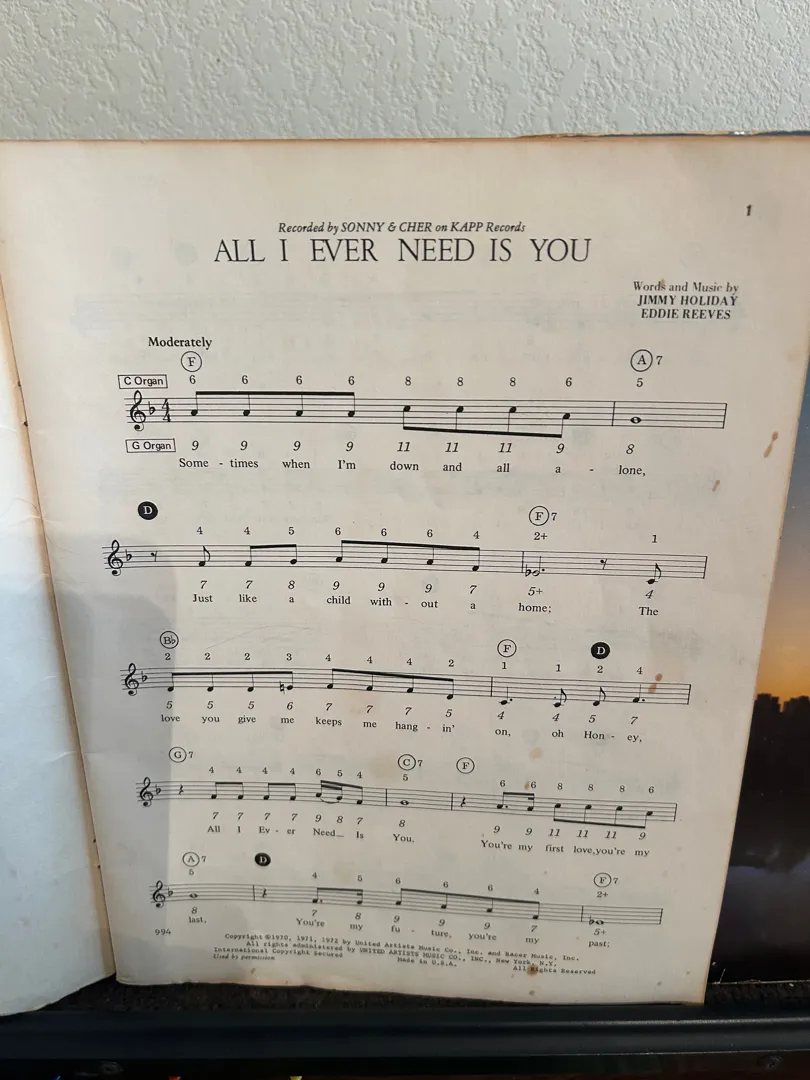 1
Recorded by SONNY & CHER on KAPP Records
ALL I EVER NEED IS YOU
Words and Music by
JIMMY HOLIDAY
EDDIE REEVES
Moderately
F A 7
C Organ 6 6 6 6 8 8 8 6 5
4 4
G Organ 9 9 9 9 11 11 11 9 8
Some - times when I'm down and all a - lone,
D F 7
4 4 5 6 6 6 4 2+ 1
7 7 8 9 9 9 7 5+ 4
Just like a child with - out a home; The
Bb F D
2 2 2 3 4 4 4 2 1 1 2 4
5 5 5 6 7 7 7 5 4 4 5 7
love you give me keeps me hang - in' on, oh Hon - ey,
G 7 C 7 F
4 4 4 4 6 5 4 5 6 6 8 8 8 6
7 7 7 7 9 8 7 8 9 9 11 11 11 9
All I Ev - er Need_ Is You. You're my first love, you're my
A 7 D F 7
5 4 5 6 6 6 4 2+
8 7 8 9 9 9 7 5+
last, You're my fu - ture, you're my past;
994
Copyright ©1970, 1971, 1972 by United Artists Music Co., Inc. and Racer Music, Inc.
All rights administered by UNITED ARTISTS MUSIC CO., INC., New York, N.Y.
International Copyright Secured Made in U.S.A. All Rights Reserved
Used by permission